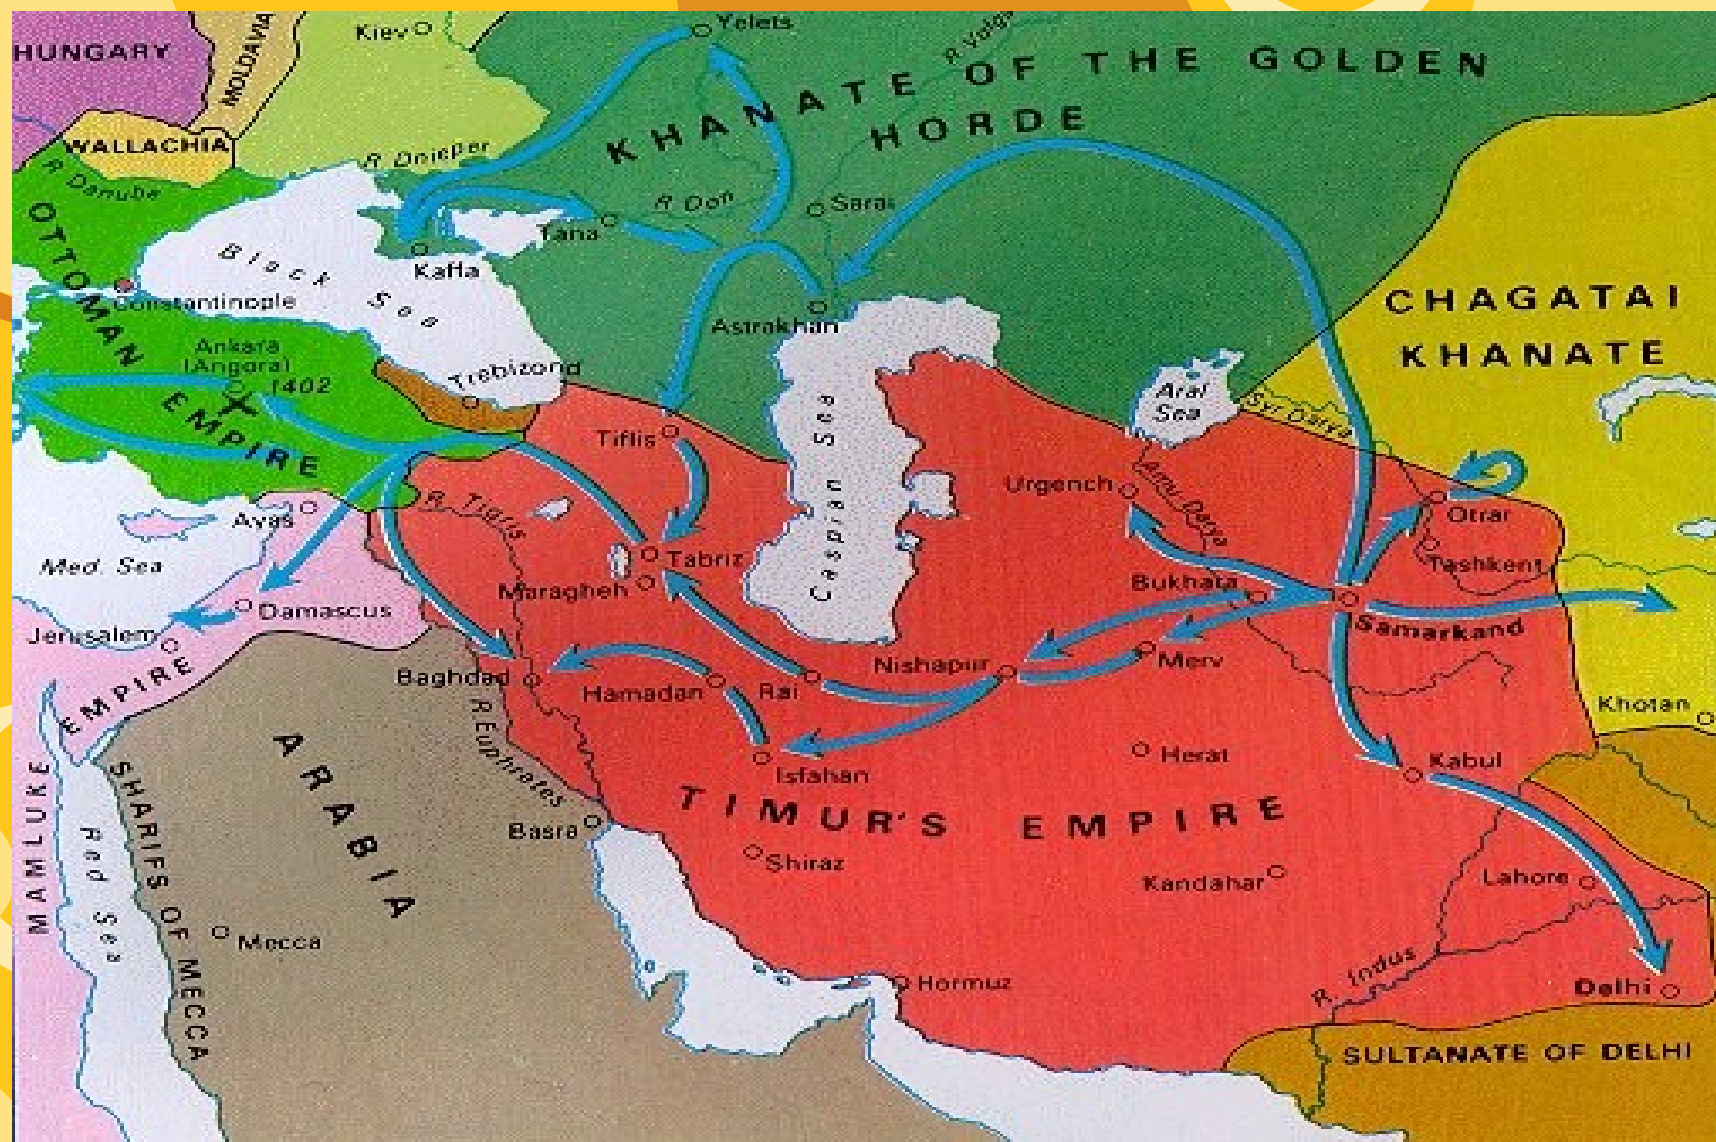 Yelets
Kiev
HUNGARY
MOLDAVIA
R Volga
KHANATE OF THE GOLDEN
HORDE
WALLACHIA
R Dnieper
R Danube
R Don
Sarai
Tana
OTTOMAN
EMPIRE
Black Sea
Kaffa
Constantinople
CHAGATAI
KHANATE
Astrakhan
Ankara
(Angora)
1402
Trebizond
Aral
Sea
Syr Darya
Tiflis
Caspian Sea
Urgench
Amu Darya
R. Tigris
Ayas
Otrar
Tashkent
Med. Sea
Tabriz
Maragheh
Bukhara
Damascus
Samarkand
Jerusalem
Nishapur
Merv
Baghdad
Hamadan
Rai
MAMLUKE
EMPIRE
R Euphrates
Khotan
Herat
Kabul
Isfahan
TIMUR'S EMPIRE
ARABIA
SHARIFS OF MECCA
Basra
Red Sea
Shiraz
Kandahar
Lahore
Mecca
Hormuz
R. Indus
Delhi
SULTANATE OF DELHI